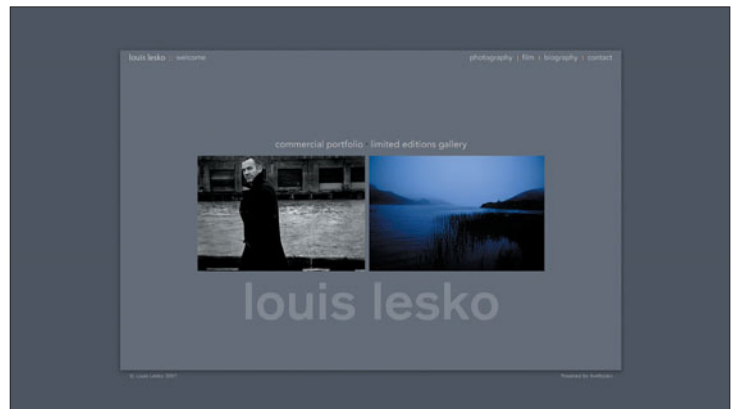 louis lesko :: welcome
photography | film | biography | contact
commercial portfolio • limited editions gallery
louis lesko
© Louis Lesko 2007